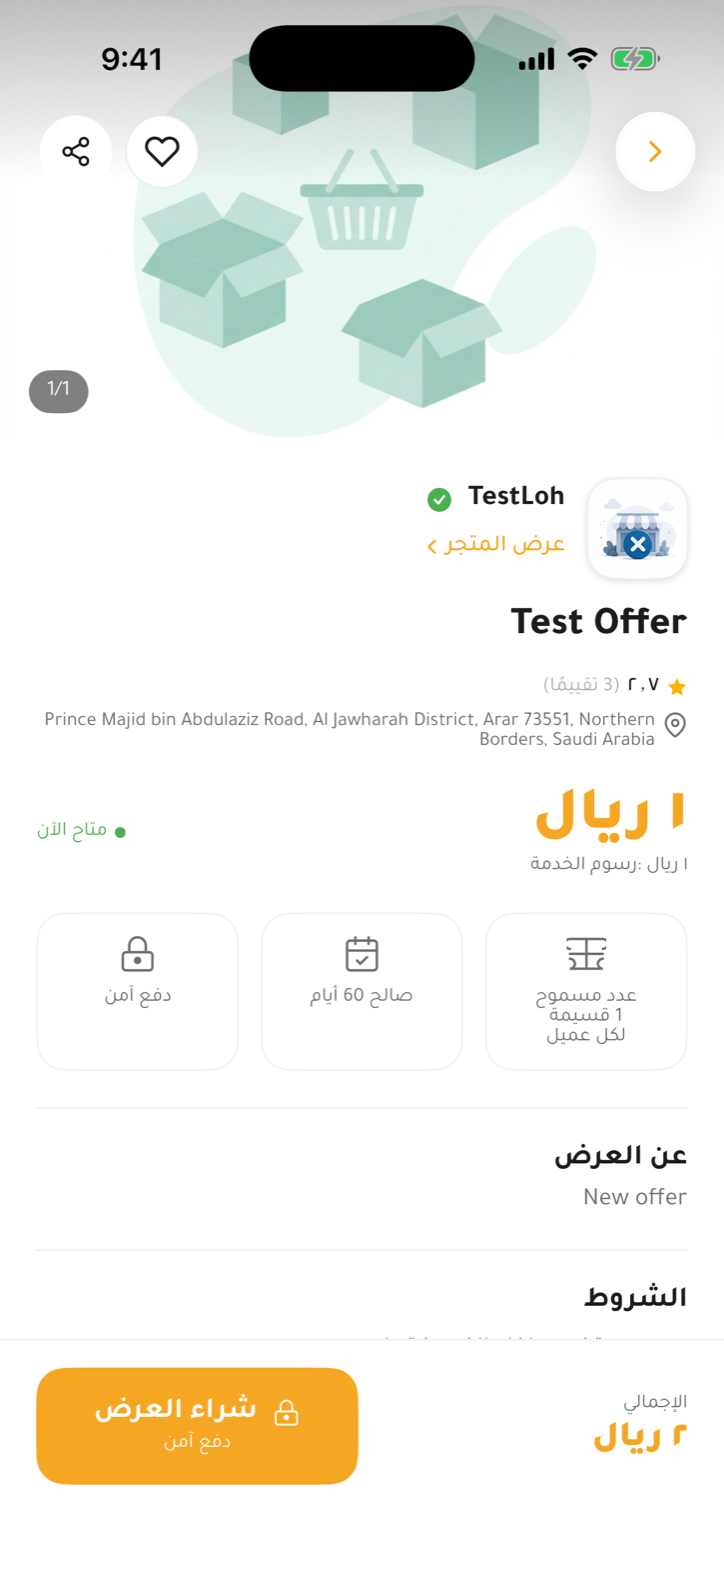 9:41
1/1
TestLoh
عرض المتجر
Test Offer
٢,٧ (3 تقييمًا)
Prince Majid bin Abdulaziz Road, Al Jawharah District, Arar 73551, Northern
Borders, Saudi Arabia
١ ريال
متاح الآن
١ ريال :رسوم الخدمة
عدد مسموح
1 قسيمة
لكل عميل
صالح 60 أيام
دفع آمن
عن العرض
New offer
الشروط
الإجمالي
٢ ريال
شراء العرض
دفع آمن